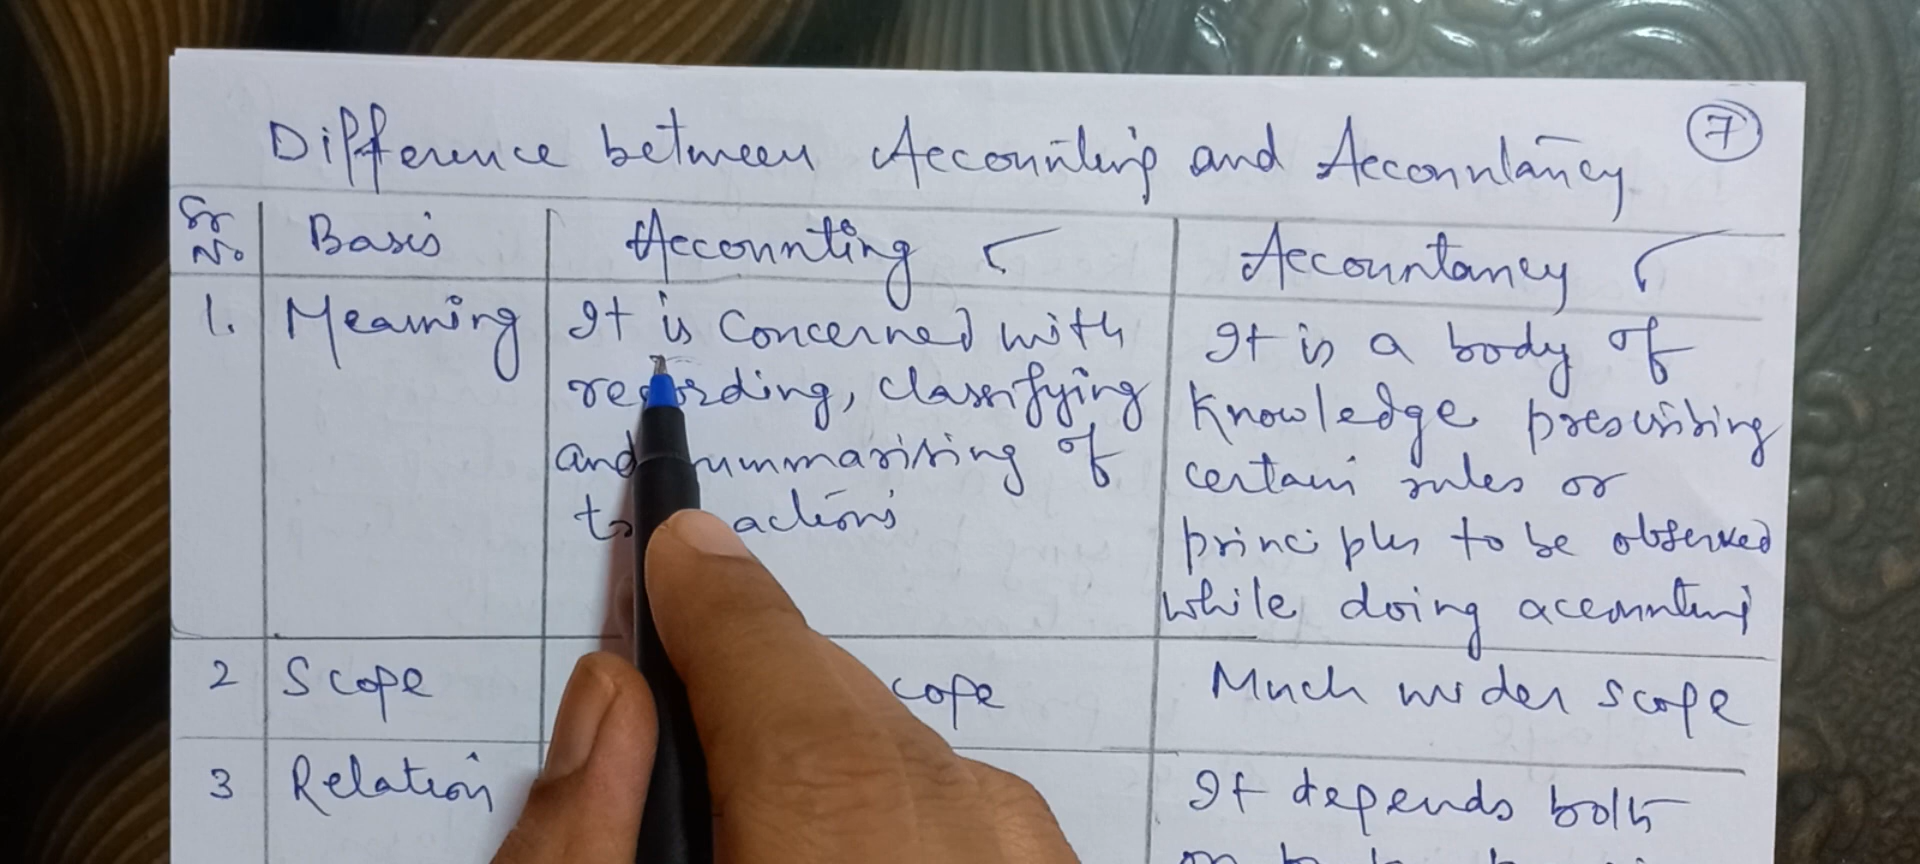 Difference between Accounting and Accountancy
7
Sr No Basis Accounting Accountancy
1. Meaning
It is concerned with
recording, classifying
and summarising of
actions
It is a body of
Knowledge prescribing
certain rules or
principles to be observed
while doing accounting
2 Scope
cope
Much wider scope
3 Relation
It depends both